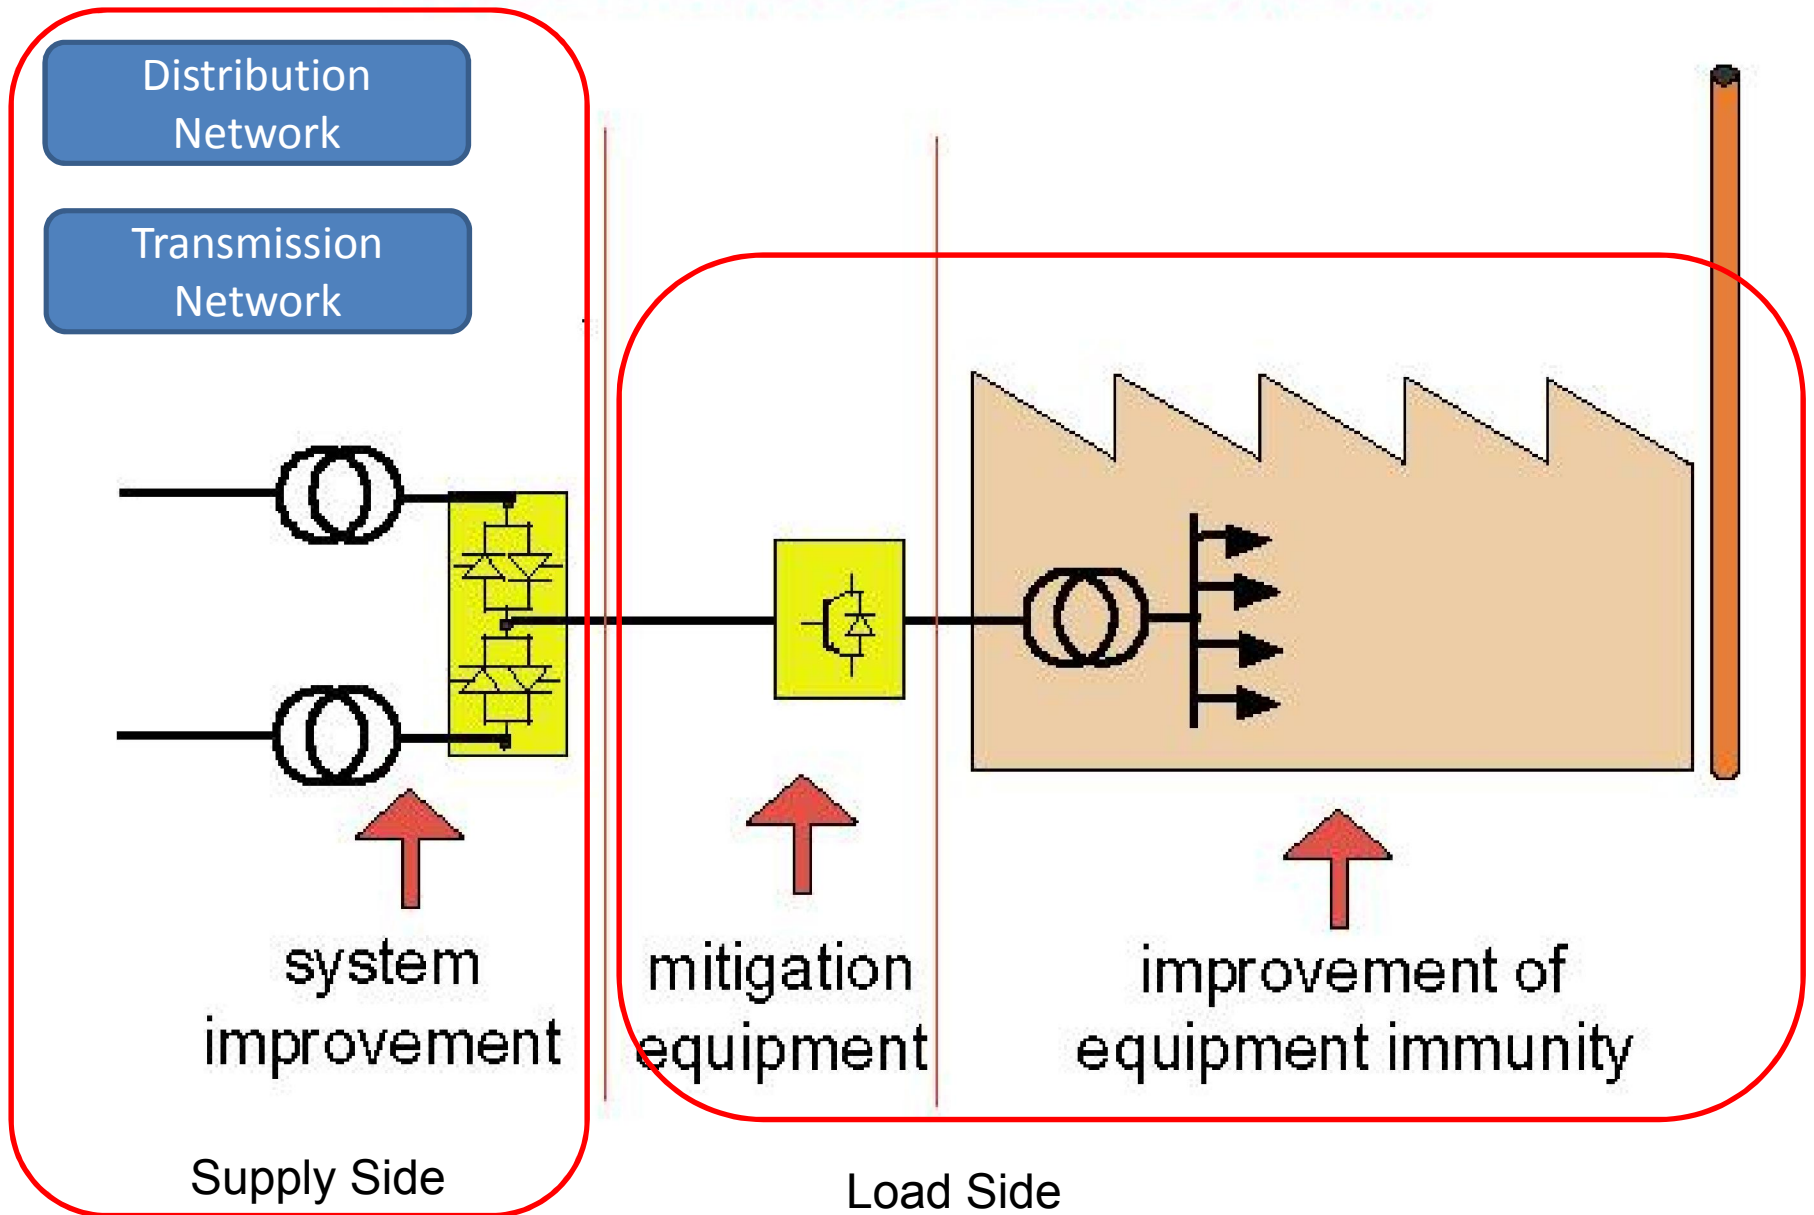 Distribution
Network
Transmission
Network
system
improvement
mitigation
equipment
improvement of
equipment immunity
Supply Side
Load Side